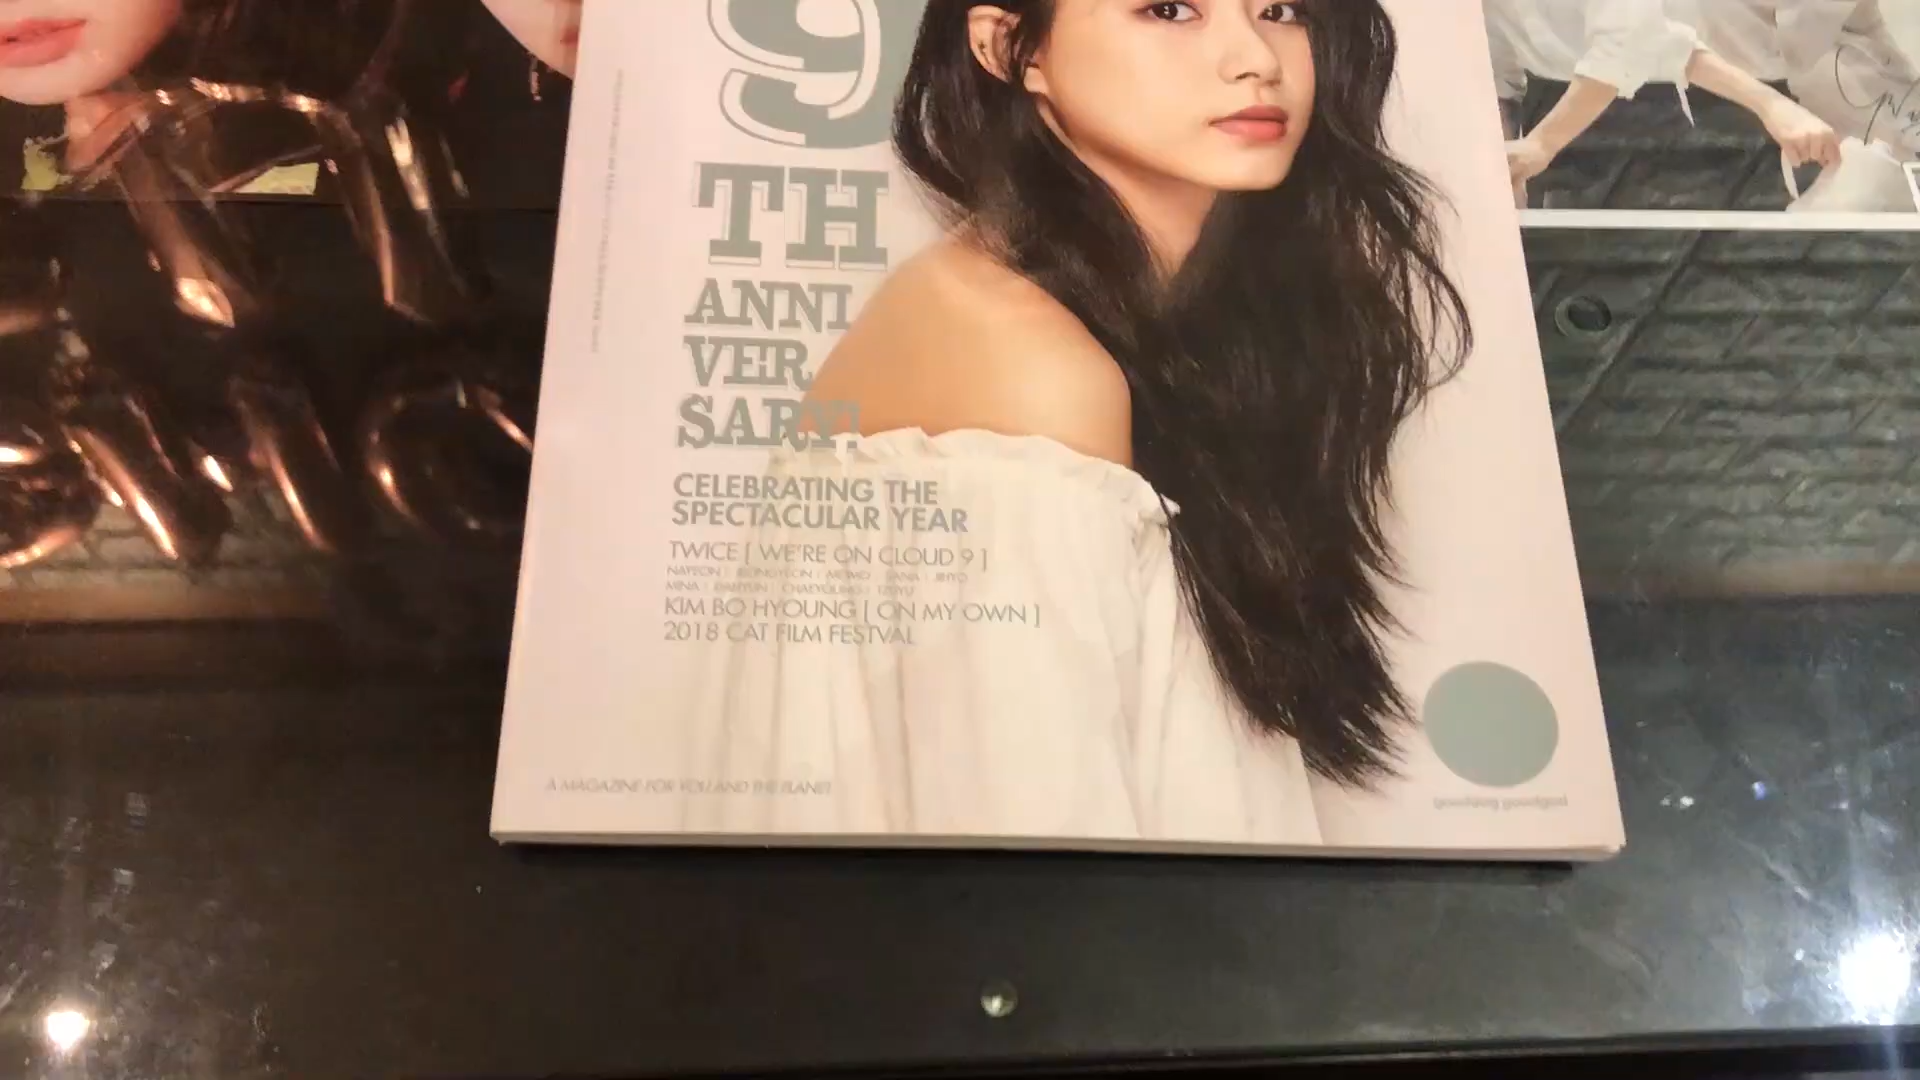 9
TH
ANNI
VER
SARY!
CELEBRATING THE
SPECTACULAR YEAR
TWICE [ WE'RE ON CLOUD 9 ]
NAYEON | JEONGYEON | MOMO | SANA | JIHYO
MINA | DAHYUN | CHAEYOUNG | TZUYU
KIM BO HYOUNG [ ON MY OWN ]
2018 CAT FILM FESTVAL
A MAGAZINE FOR YOU AND THE PLANET